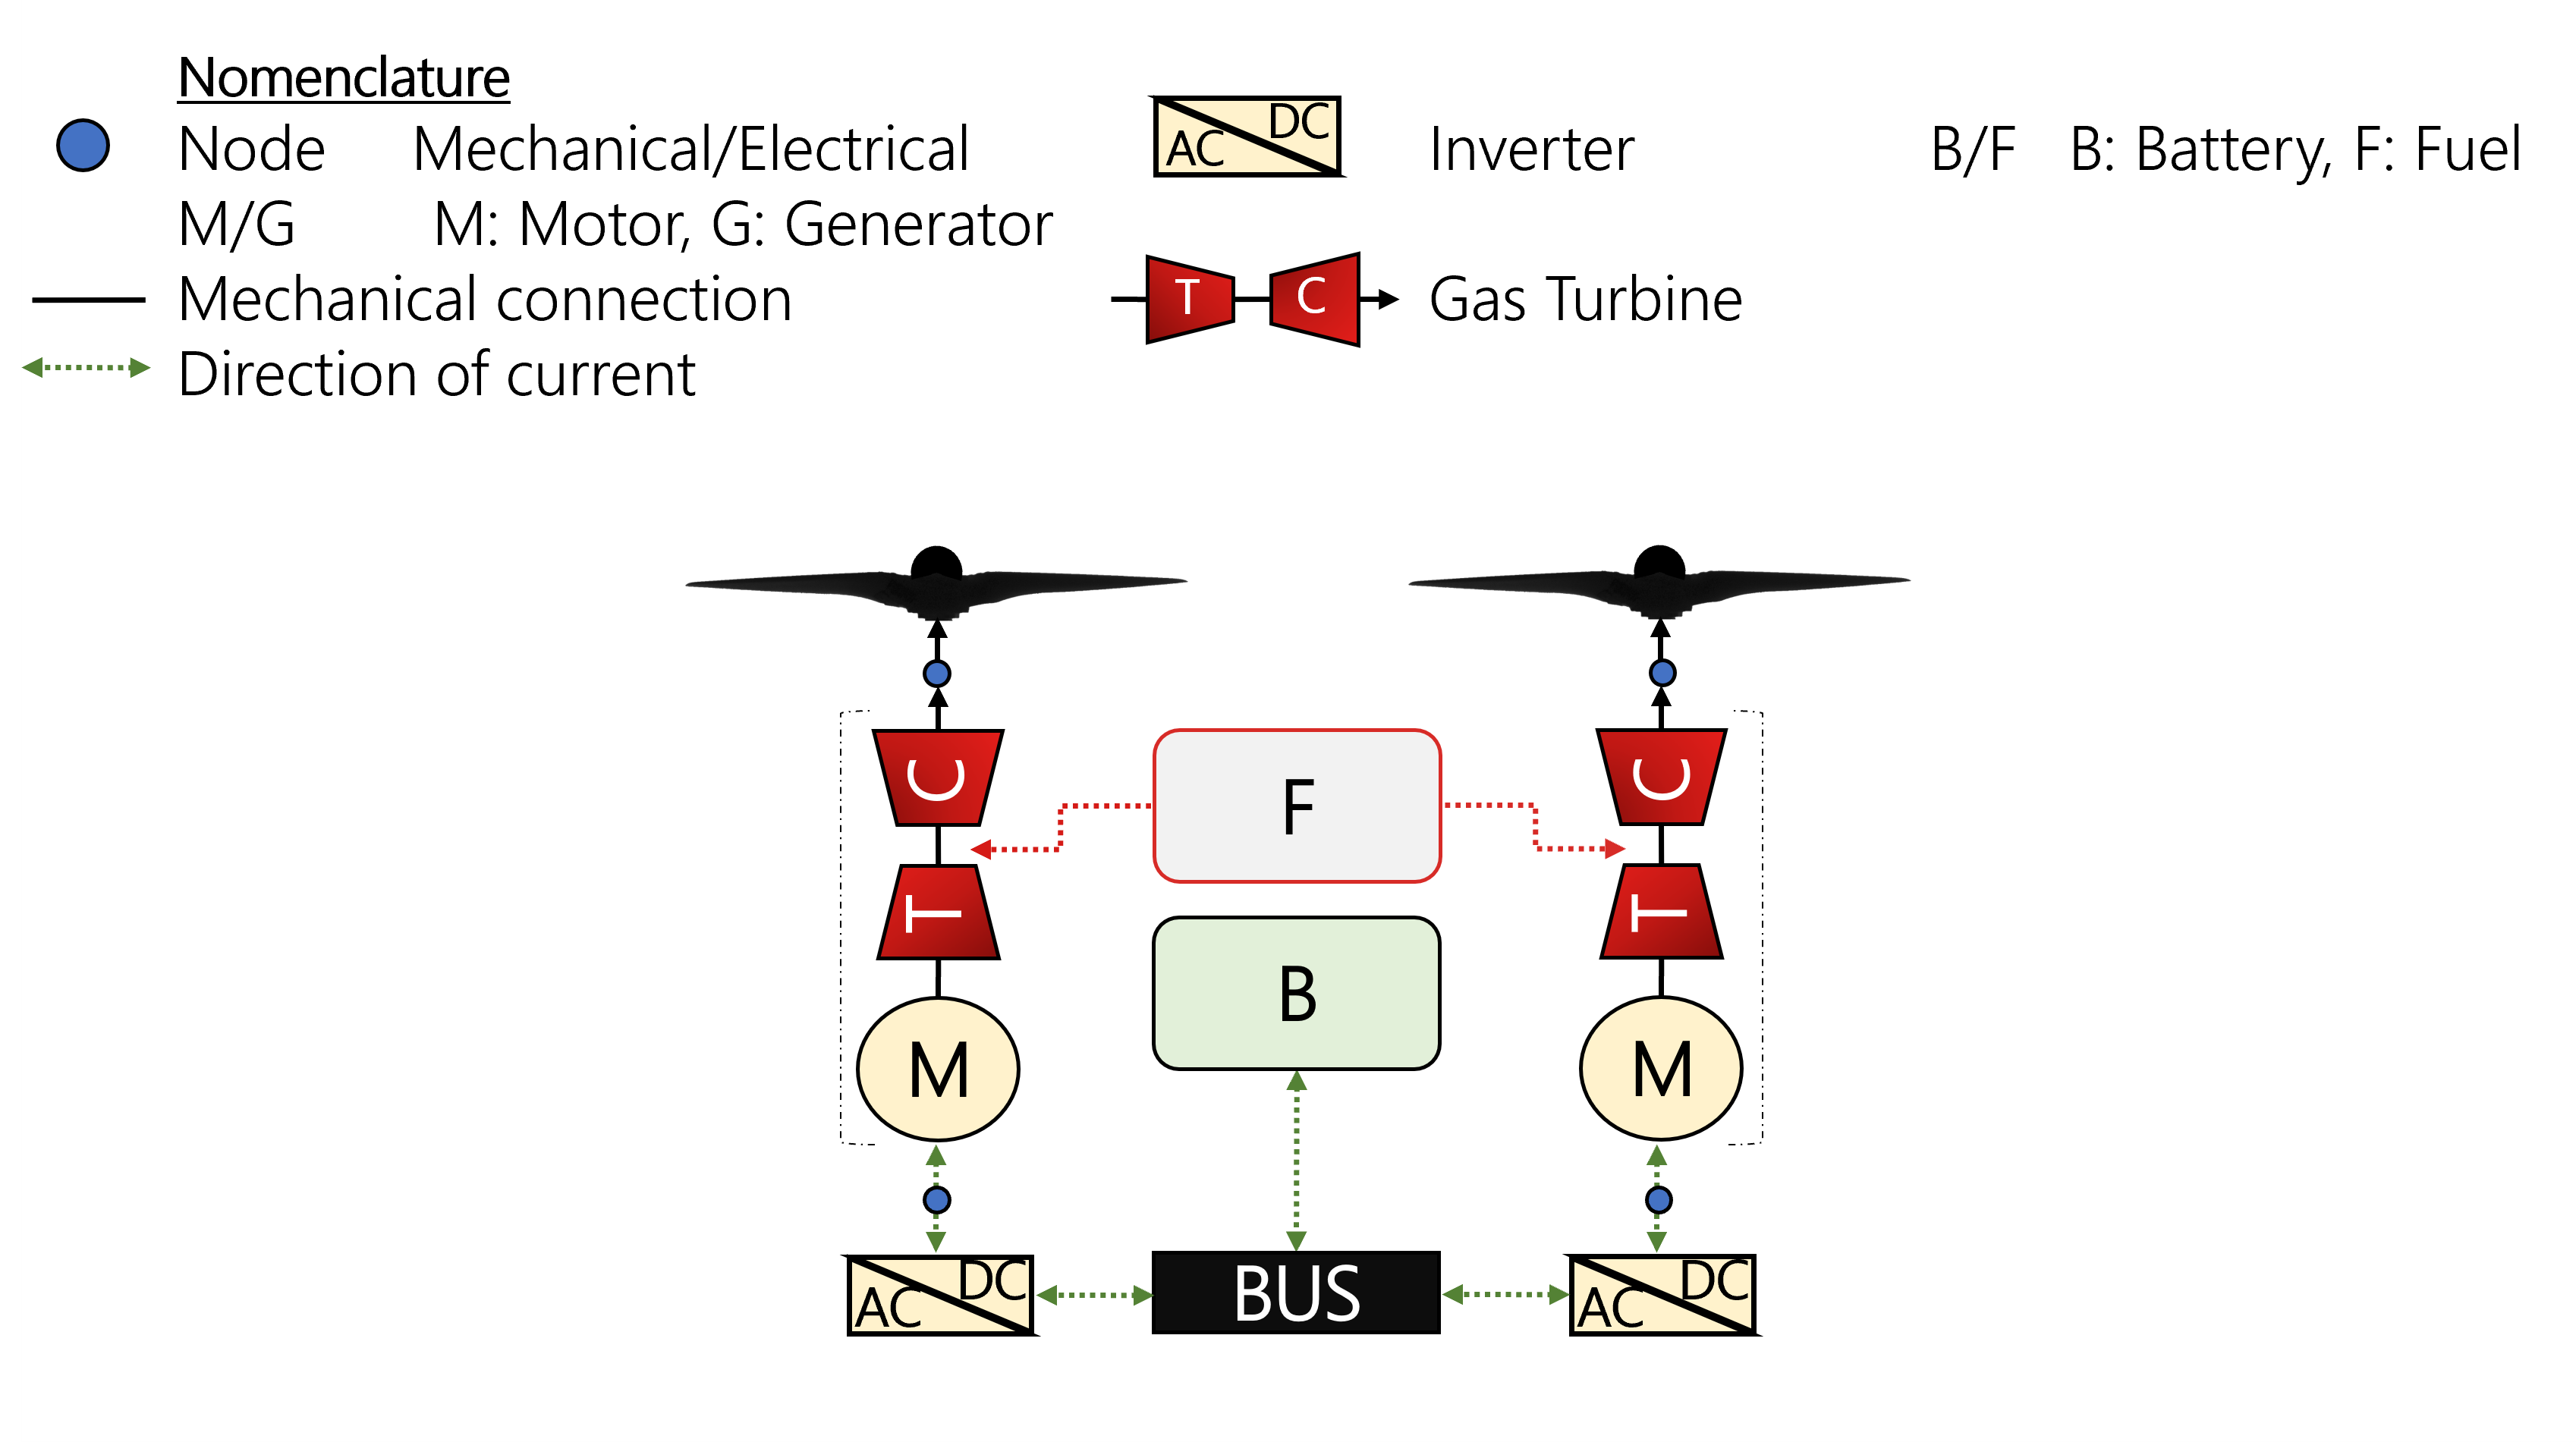 Nomenclature
Node Mechanical/Electrical
M/G M: Motor, G: Generator
Mechanical connection
Direction of current
DC
AC
Inverter
T C
Gas Turbine
B/F B: Battery, F: Fuel
C
T
M
F
B
C
T
M
DC
AC
BUS
DC
AC